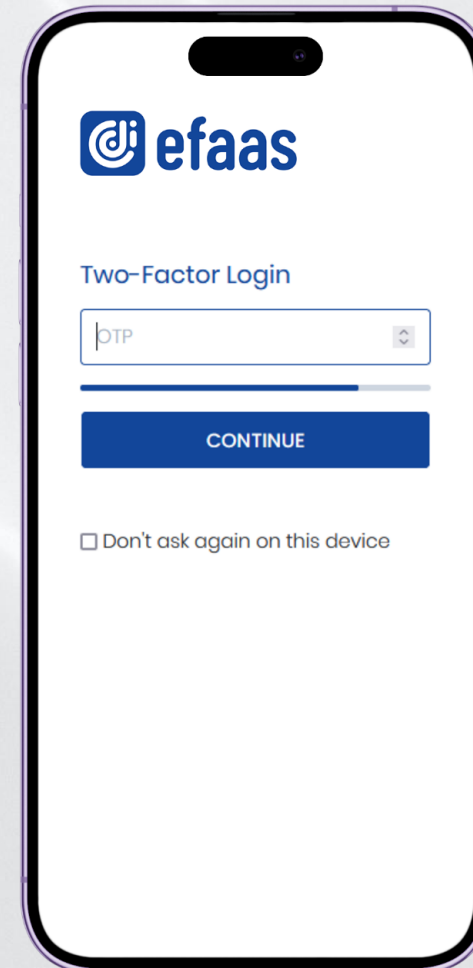 efaas
Two-Factor Login
OTP
CONTINUE
Don't ask again on this device